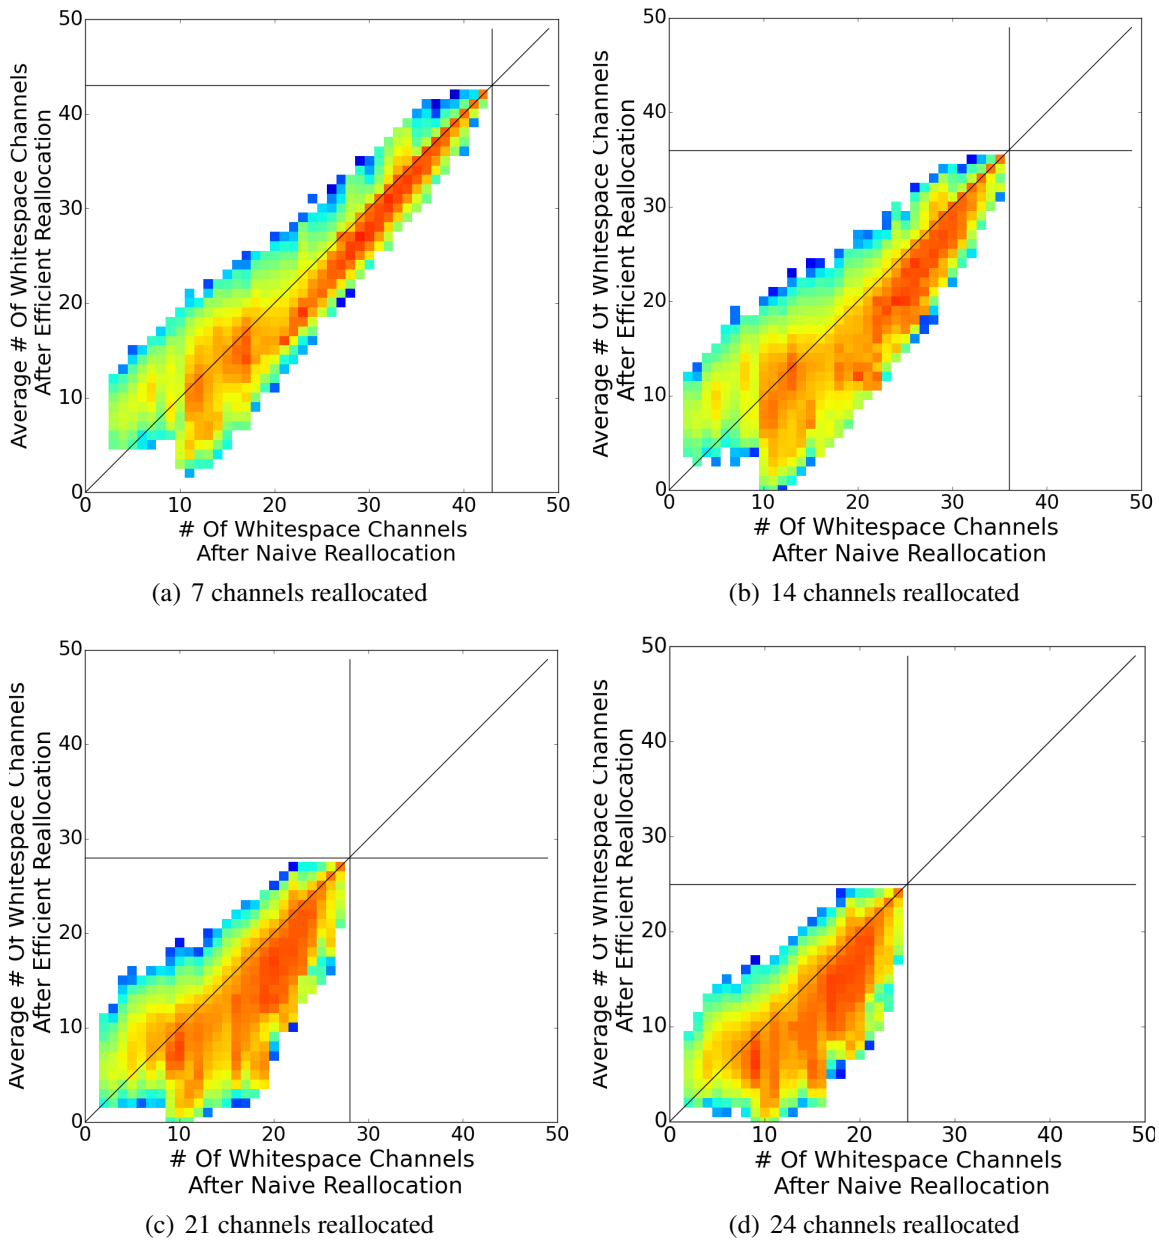 50
40
30
20
10
0
Average # Of Whitespace Channels
After Efficient Reallocation
10 20 30 40 50
# Of Whitespace Channels
After Naive Reallocation
(a) 7 channels reallocated
50
40
30
20
10
0
Average # Of Whitespace Channels
After Efficient Reallocation
0 10 20 30 40 50
# Of Whitespace Channels
After Naive Reallocation
(b) 14 channels reallocated
50
40
30
20
10
0
Average # Of Whitespace Channels
After Efficient Reallocation
0 10 20 30 40 50
# Of Whitespace Channels
After Naive Reallocation
(c) 21 channels reallocated
50
40
30
20
10
0
Average # Of Whitespace Channels
After Efficient Reallocation
0 10 20 30 40 50
# Of Whitespace Channels
After Naive Reallocation
(d) 24 channels reallocated